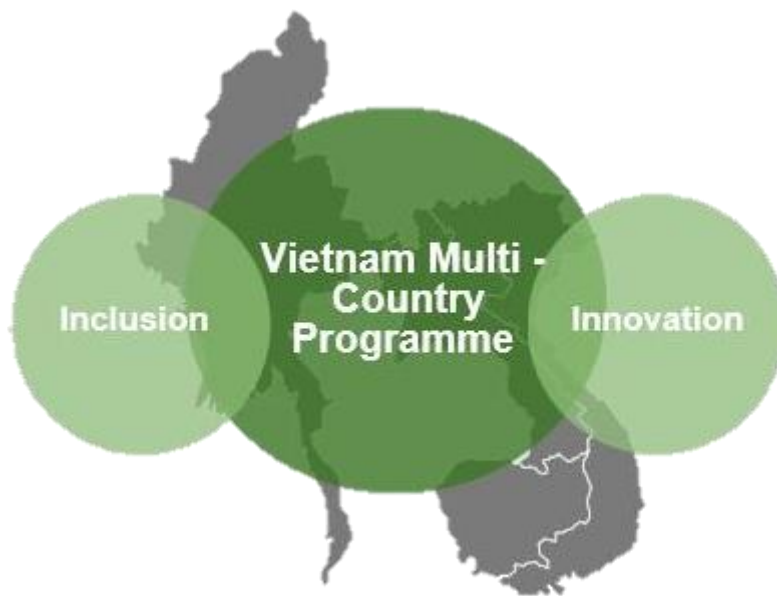 Inclusion
Vietnam Multi -
Country
Programme
Innovation